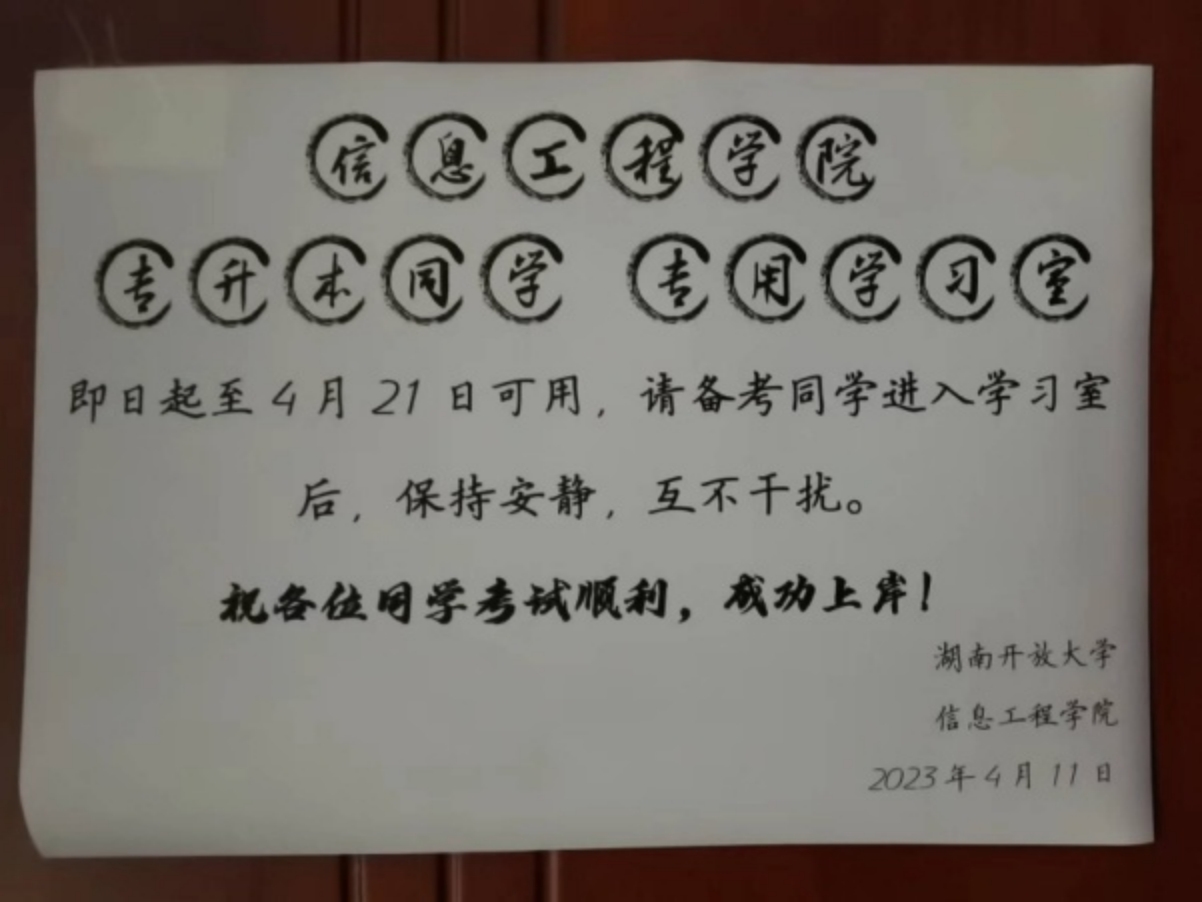 信息工程学院
专升本同学 专用学习室
即日起至4月21日可用，请备考同学进入学习室
后，保持安静，互不干扰。
祝各位同学考试顺利，成功上岸！
湖南开放大学
信息工程学院
2023年4月11日